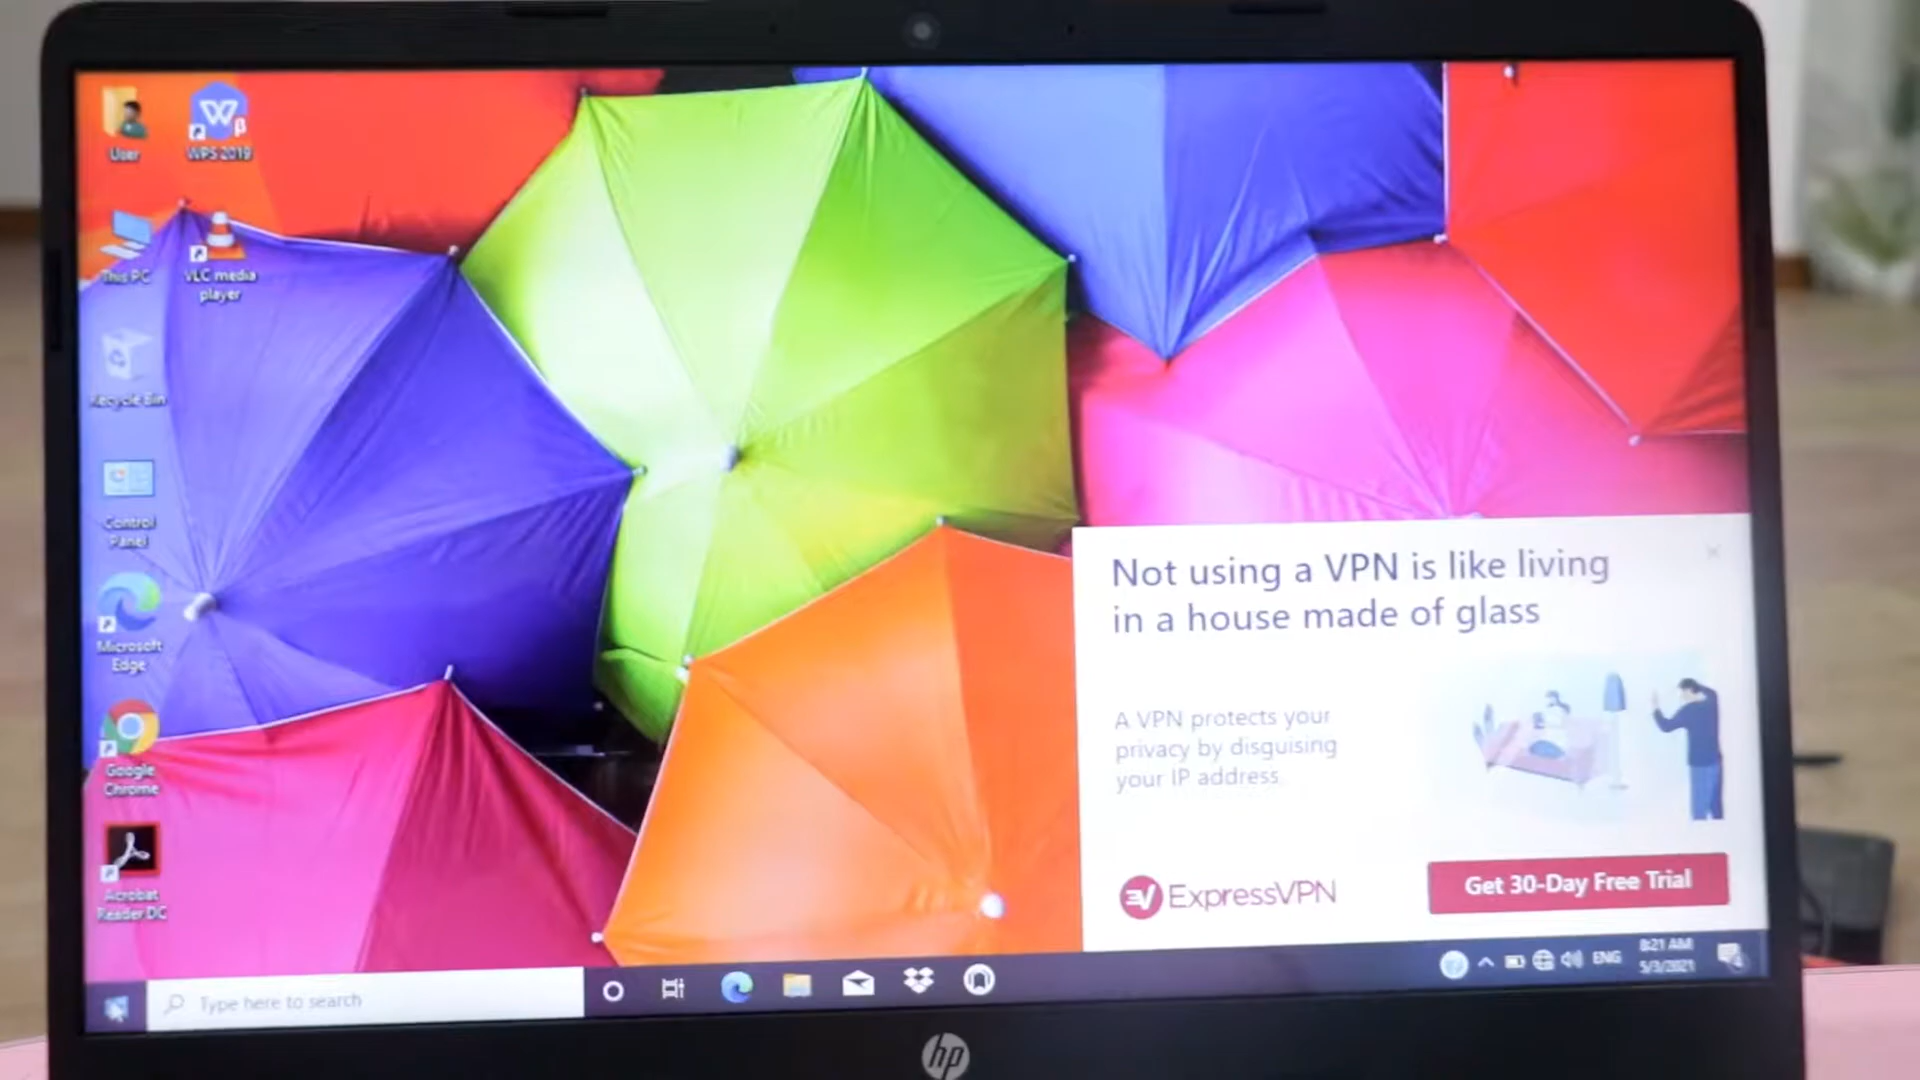 User
WPS 2019
This PC
VLC media
player
Recycle Bin
Control
Panel
Microsoft
Edge
Google
Chrome
Acrobat
Reader DC
Not using a VPN is like living
in a house made of glass
A VPN protects your
privacy by disguising
your IP address.
ExpressVPN
Get 30-Day Free Trial
Type here to search
ENG
8:21 AM
5/3/2021
hp